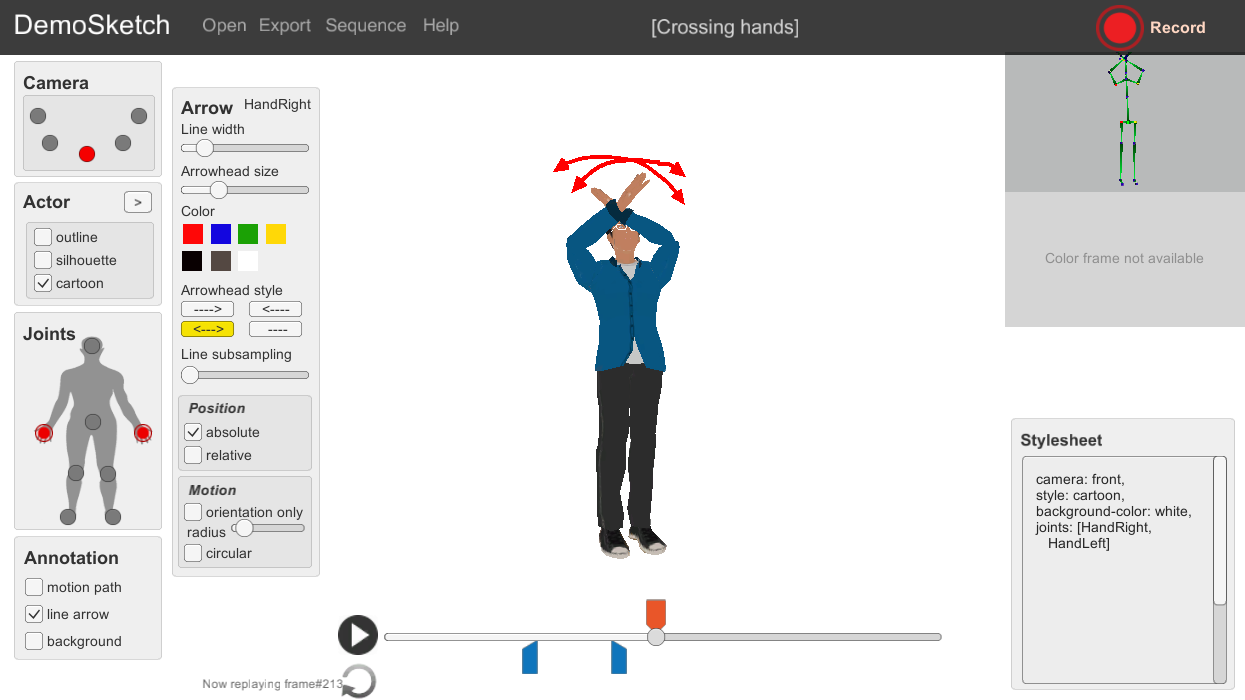 DemoSketch
Open Export Sequence Help
[Crossing hands]
Record
Camera
Actor
>
outline
silhouette
cartoon
Joints
Annotation
motion path
line arrow
background
Arrow HandRight
Line width
Arrowhead size
Color
Arrowhead style
----> <----
<---> ----
Line subsampling
Position
absolute
relative
Motion
orientation only
radius
circular
Now replaying frame#213
Color frame not available
Stylesheet
camera: front,
style: cartoon,
background-color: white,
joints: [HandRight,
HandLeft]